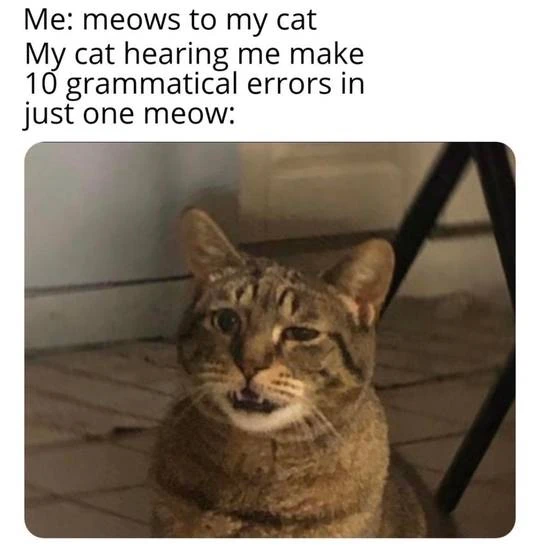 Me: meows to my cat
My cat hearing me make
10 grammatical errors in
just one meow: